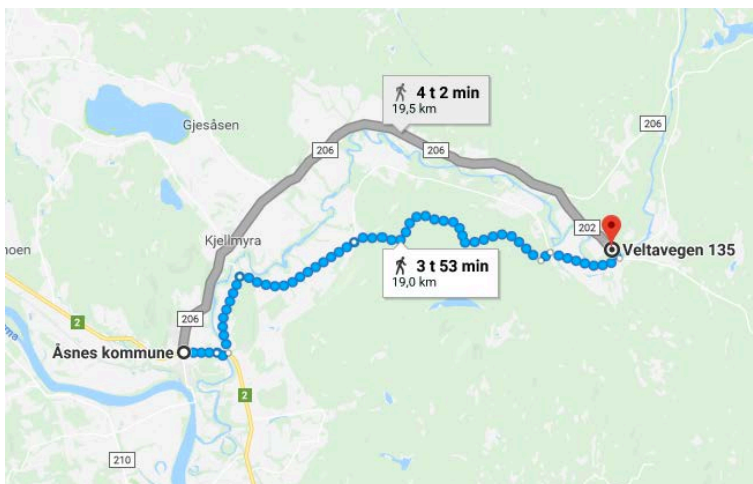 4 t 2 min
19,5 km
206
Gjesåsen
206
206
Kjellmyra
202
Veltavegen 135
3 t 53 min
19,0 km
206
2
Åsnes kommune
2
210